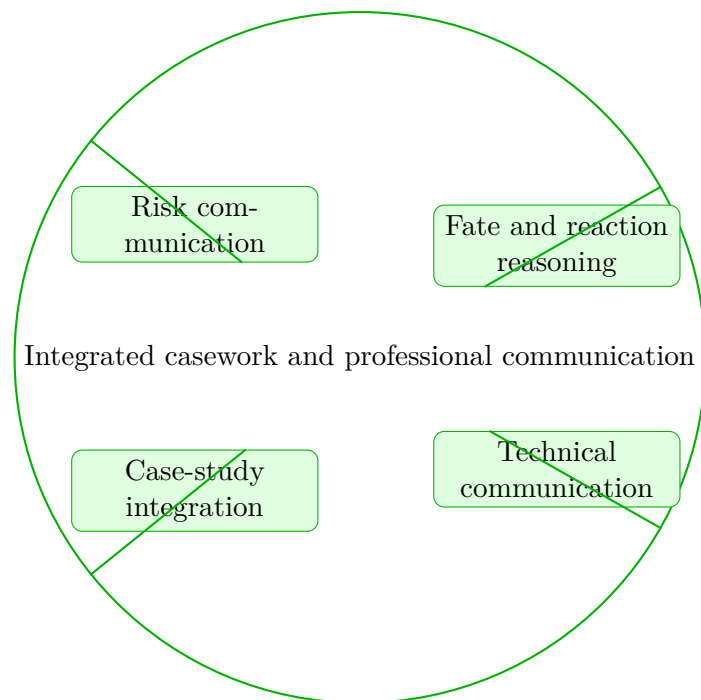 Risk com-
munication
Fate and reaction
reasoning
Integrated casework and professional communication
Case-study
integration
Technical
communication